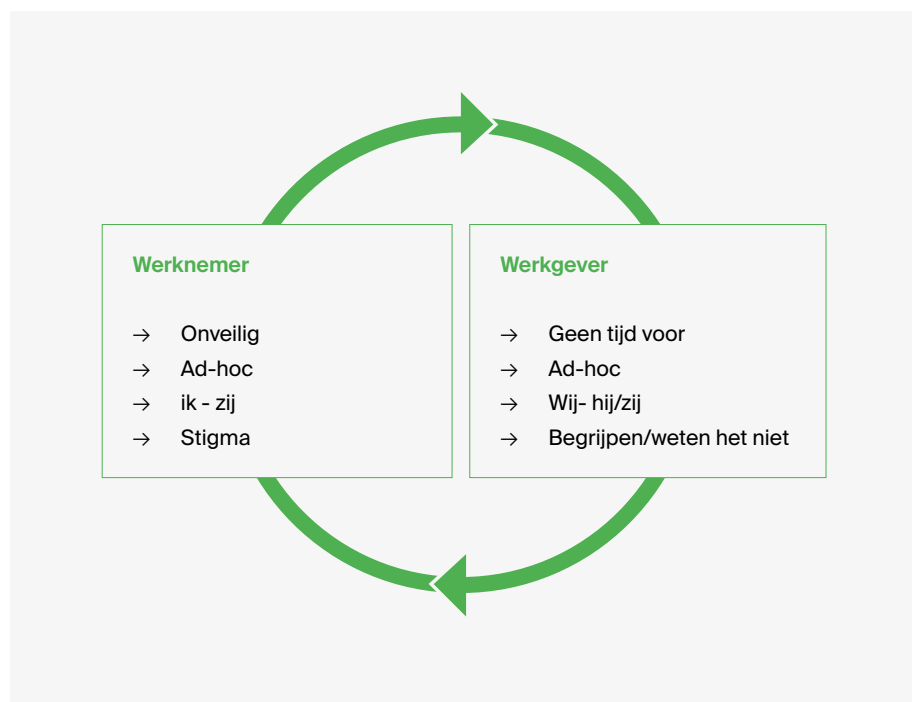 Werknemer
→ Onveilig
→ Ad-hoc
→ ik - zij
→ Stigma
Werkgever
→ Geen tijd voor
→ Ad-hoc
→ Wij- hij/zij
→ Begrijpen/weten het niet